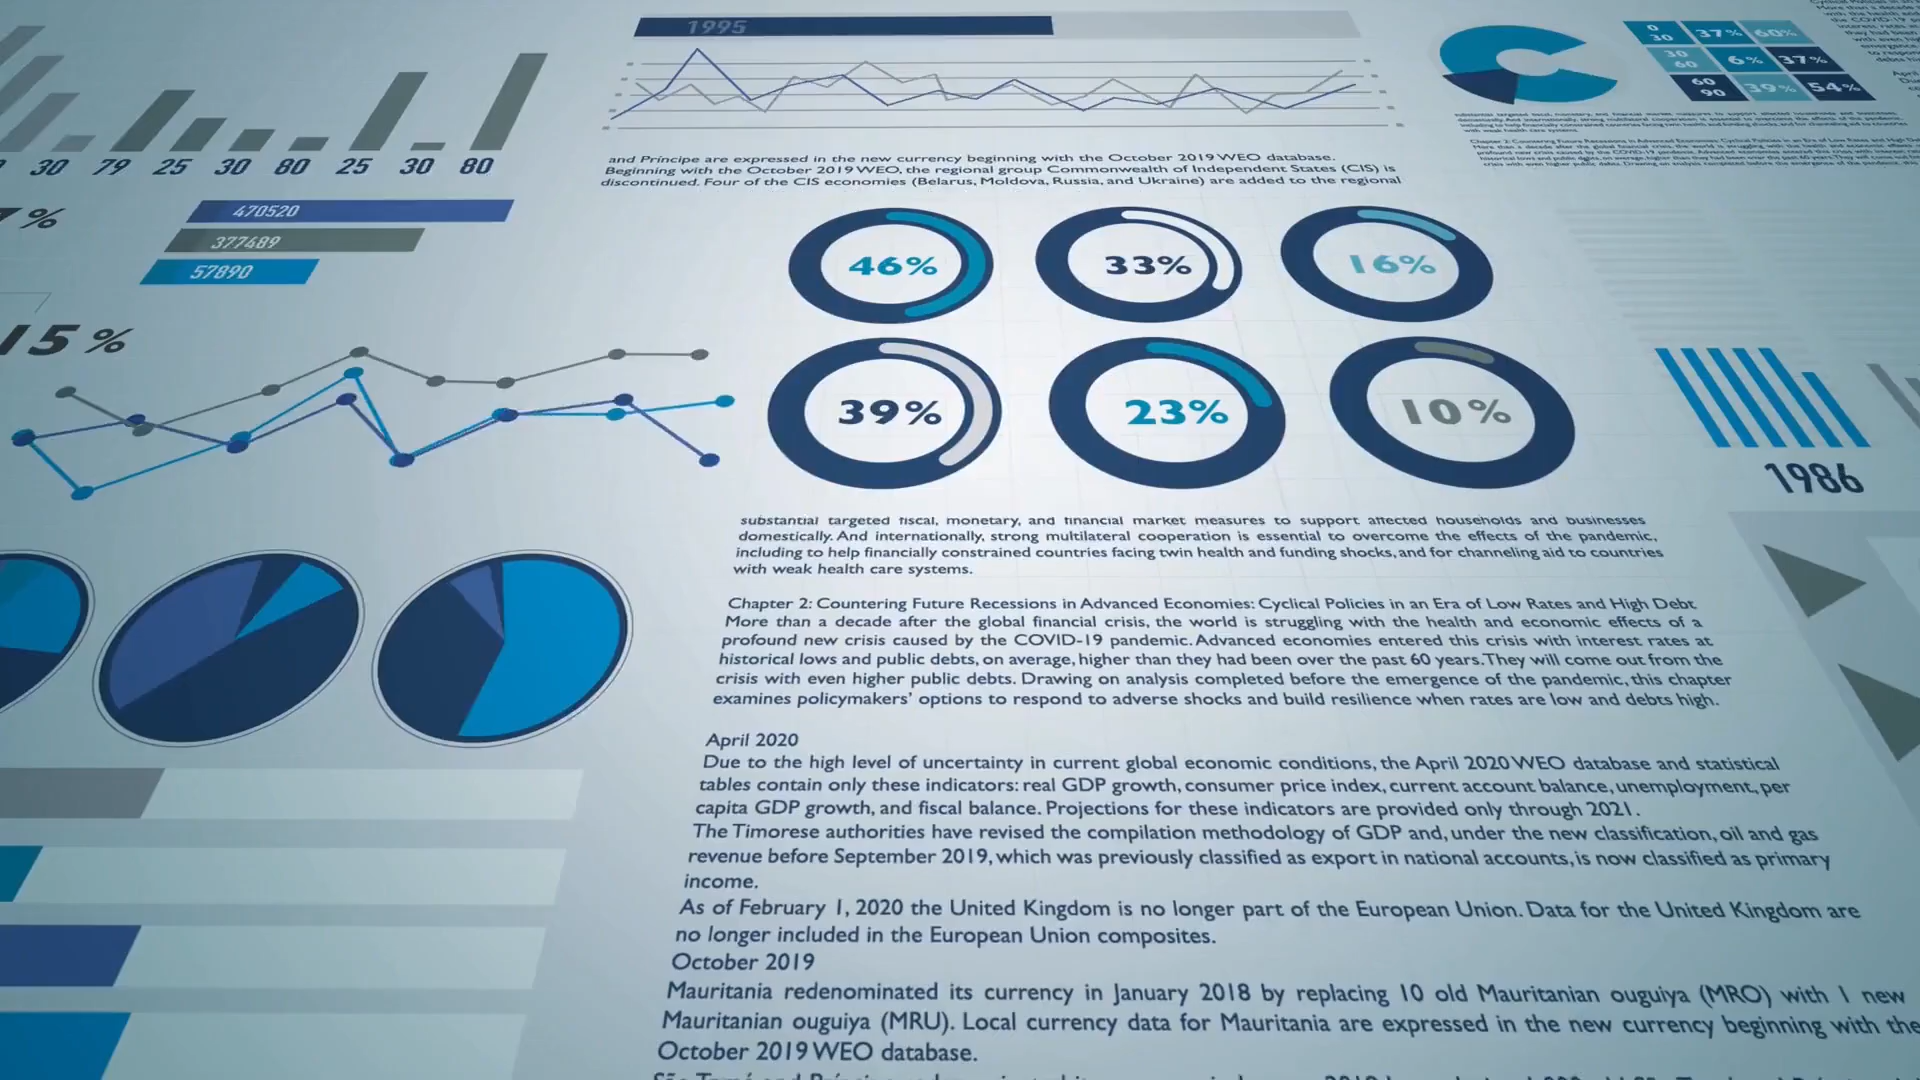 1995
0 30 37% 60%
30 60 6% 37%
60 90 39% 54%
30 79 25 30 80 25 30 80
and Príncipe are expressed in the new currency beginning with the October 2019 WEO database.
Beginning with the October 2019 WEO, the regional group Commonwealth of Independent States (CIS) is
discontinued. Four of the CIS economies (Belarus, Moldova, Russia, and Ukraine) are added to the regional
%
470520
377489
57890
15%
46% 33% 16%
39% 23% 10%
1986
substantial targeted fiscal, monetary, and financial market measures to support affected households and businesses
domestically. And internationally, strong multilateral cooperation is essential to overcome the effects of the pandemic,
including to help financially constrained countries facing twin health and funding shocks, and for channeling aid to countries
with weak health care systems.
Chapter 2: Countering Future Recessions in Advanced Economies: Cyclical Policies in an Era of Low Rates and High Debt
More than a decade after the global financial crisis, the world is struggling with the health and economic effects of a
profound new crisis caused by the COVID-19 pandemic. Advanced economies entered this crisis with interest rates at
historical lows and public debts, on average, higher than they had been over the past 60 years. They will come out from the
crisis with even higher public debts. Drawing on analysis completed before the emergence of the pandemic, this chapter
examines policymakers' options to respond to adverse shocks and build resilience when rates are low and debts high.
April 2020
Due to the high level of uncertainty in current global economic conditions, the April 2020 WEO database and statistical
tables contain only these indicators: real GDP growth, consumer price index, current account balance, unemployment, per
capita GDP growth, and fiscal balance. Projections for these indicators are provided only through 2021.
The Timorese authorities have revised the compilation methodology of GDP and, under the new classification, oil and gas
revenue before September 2019, which was previously classified as export in national accounts, is now classified as primary
income.
As of February 1, 2020 the United Kingdom is no longer part of the European Union. Data for the United Kingdom are
no longer included in the European Union composites.
October 2019
Mauritania redenominated its currency in January 2018 by replacing 10 old Mauritanian ouguiya (MRO) with 1 new
Mauritanian ouguiya (MRU). Local currency data for Mauritania are expressed in the new currency beginning with the
October 2019 WEO database.